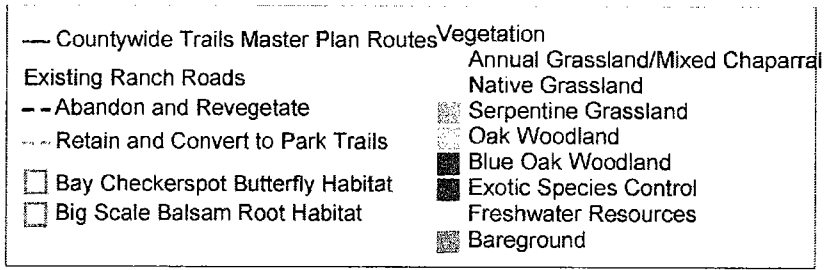 Countywide Trails Master Plan Routes
Existing Ranch Roads
Abandon and Revegetate
Retain and Convert to Park Trails
Bay Checkerspot Butterfly Habitat
Big Scale Balsam Root Habitat
Vegetation
Annual Grassland/Mixed Chaparral
Native Grassland
Serpentine Grassland
Oak Woodland
Blue Oak Woodland
Exotic Species Control
Freshwater Resources
Bareground